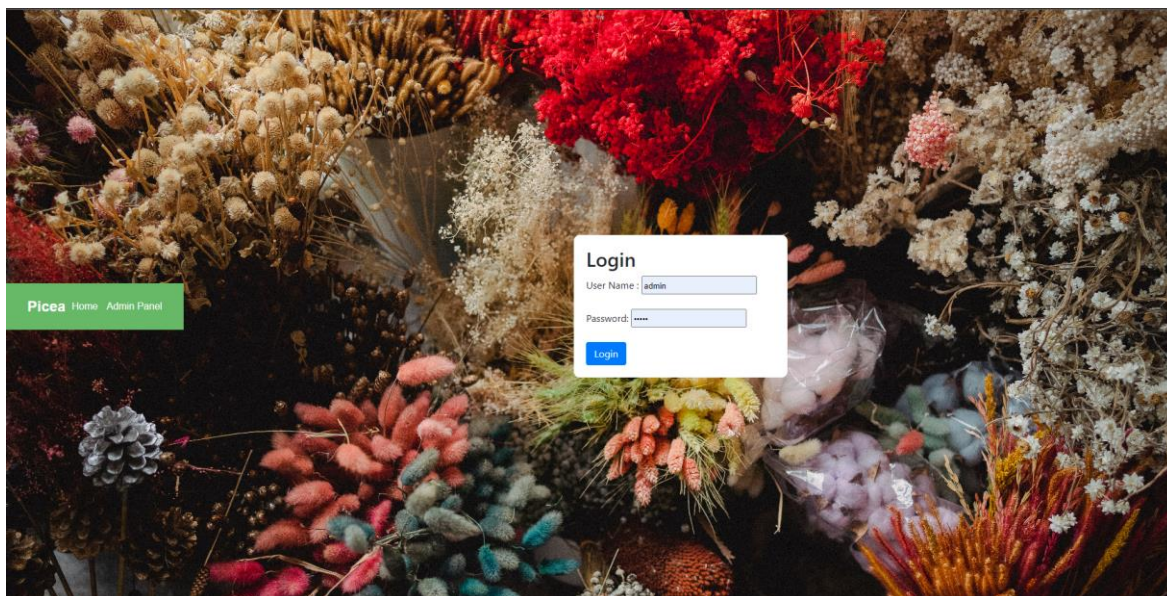 Picea Home Admin Panel
Login
User Name : admin
Password: •••••
Login